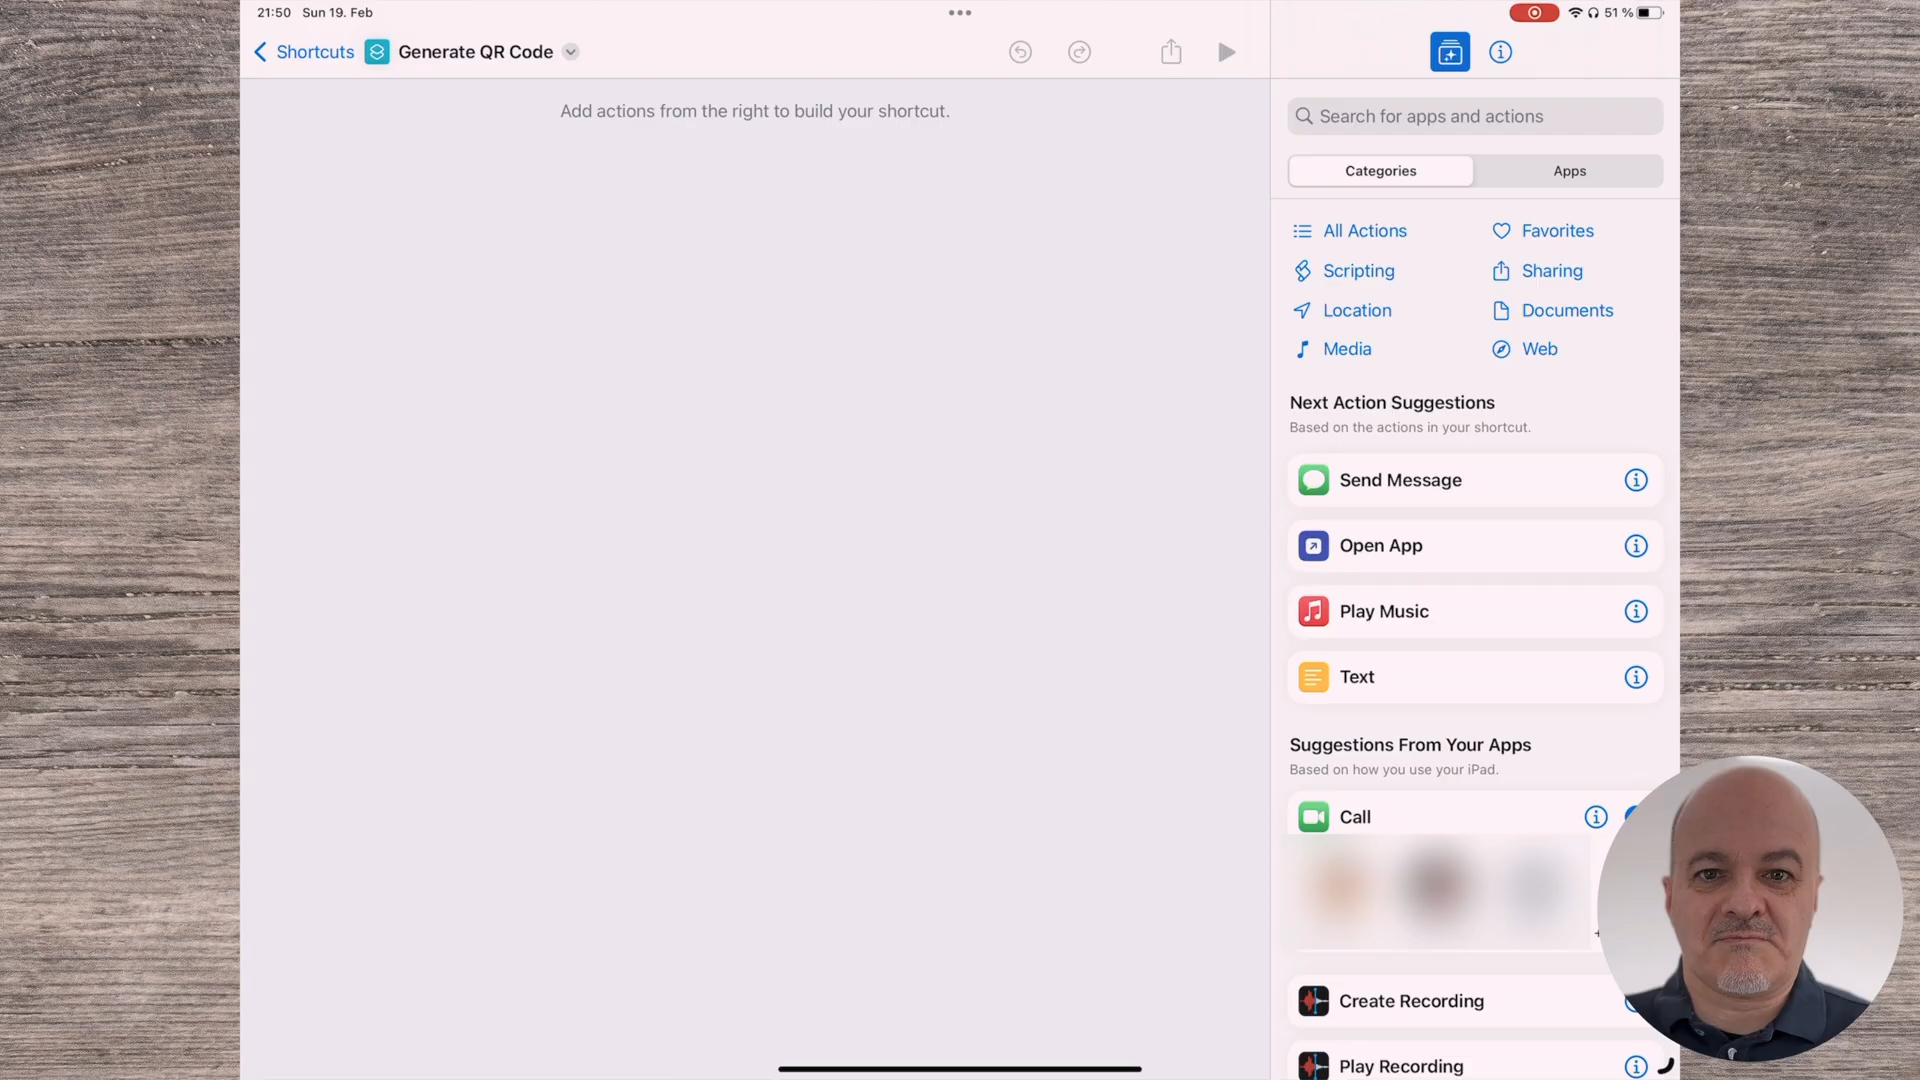 21:50 Sun 19. Feb
51 %
Shortcuts Generate QR Code
Add actions from the right to build your shortcut.
Search for apps and actions
Categories Apps
All Actions Favorites
Scripting Sharing
Location Documents
Media Web
Next Action Suggestions
Based on the actions in your shortcut.
Send Message
Open App
Play Music
Text
Suggestions From Your Apps
Based on how you use your iPad.
Call
Create Recording
Play Recording